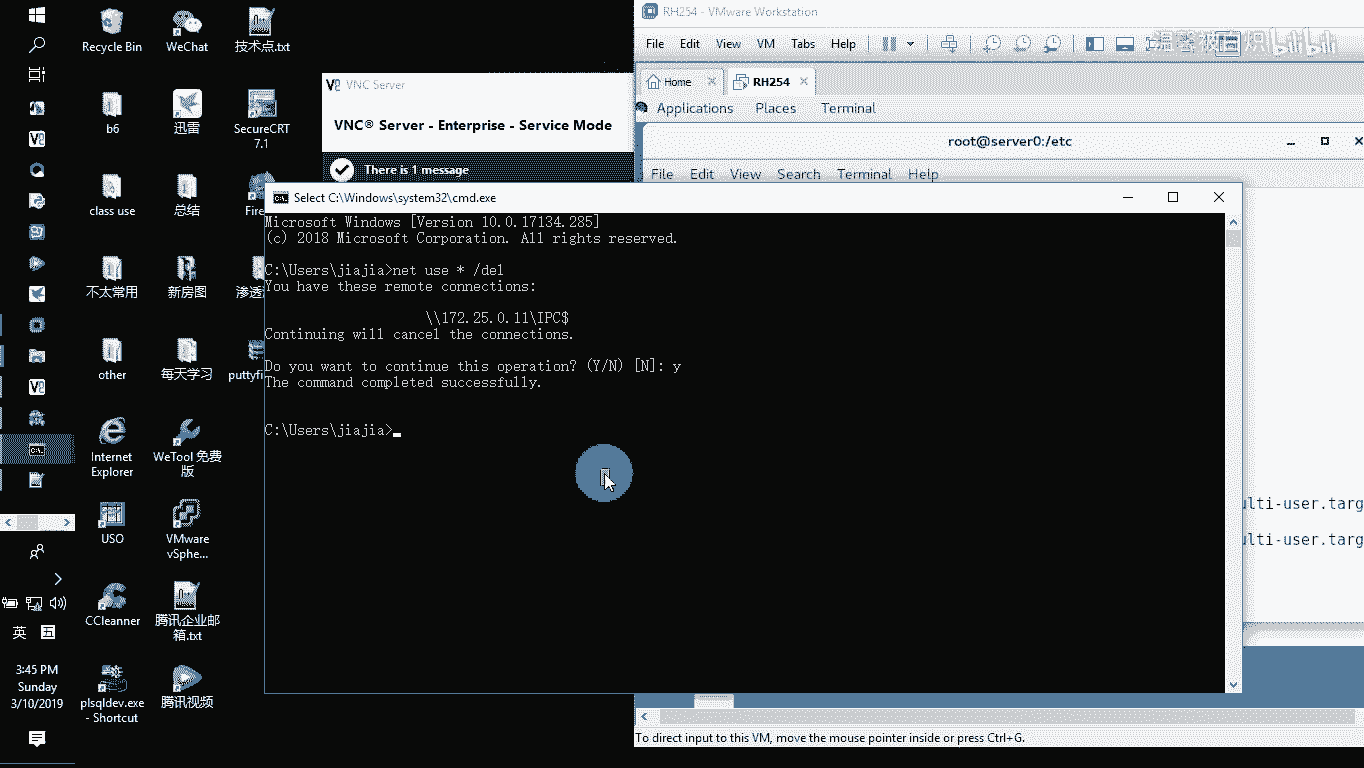 Recycle Bin
WeChat
技术点.txt
b6
迅雷
SecureCRT
7.1
class use
总结
Fire
不太常用
新房图
渗透
other
每天学习
puttyfi
Internet
Explorer
WeTool 免费
版
USO
VMware
vSphe...
CCleaner
腾讯企业邮
箱.txt
plsqldev.exe
- Shortcut
腾讯视频
英
五
3:45 PM
Sunday
3/10/2019
VNC Server
VNC® Server - Enterprise - Service Mode
There is 1 message
RH254 - VMware Workstation
File Edit View VM Tabs Help
bilibili
Home
RH254
Applications Places Terminal
root@server0:/etc
File Edit View Search Terminal Help
Select C:\Windows\system32\cmd.exe
Microsoft Windows [Version 10.0.17134.285]
(c) 2018 Microsoft Corporation. All rights reserved.
C:\Users\jiajia>net use * /del
You have these remote connections:
\\172.25.0.11\IPC$
Continuing will cancel the connections.
Do you want to continue this operation? (Y/N) [N]: y
The command completed successfully.
C:\Users\jiajia>
ulti-user.targ
ulti-user.targ
To direct input to this VM, move the mouse pointer inside or press Ctrl+G.